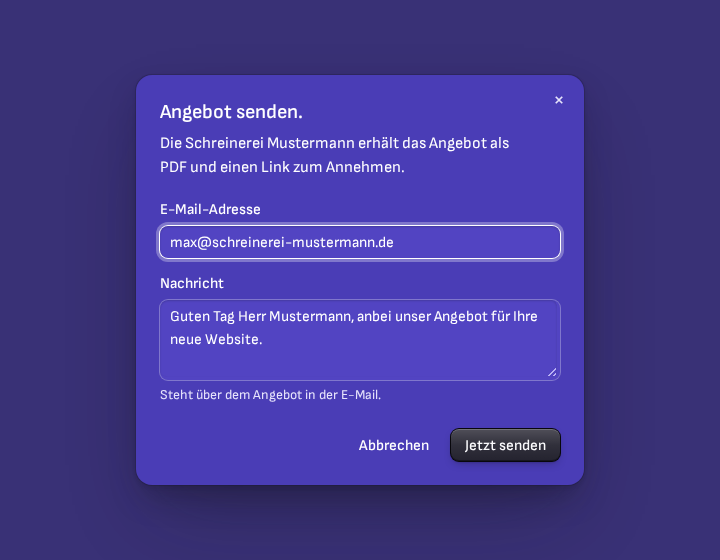 ×
Angebot senden.
Die Schreinerei Mustermann erhält das Angebot als
PDF und einen Link zum Annehmen.
E-Mail-Adresse
max@schreinerei-mustermann.de
Nachricht
Guten Tag Herr Mustermann, anbei unser Angebot für Ihre
neue Website.
Steht über dem Angebot in der E-Mail.
Abbrechen
Jetzt senden